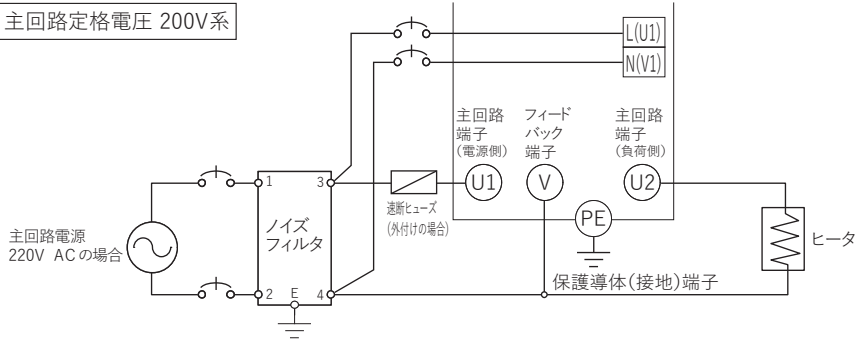 主回路定格電圧 200V系
L(U1)
N(V1)
主回路
端子
(電源側)
フィード
バック
端子
主回路
端子
(負荷側)
U1
V
U2
PE
1
3
速断ヒューズ
(外付けの場合)
ノイズ
フィルタ
主回路電源
220V ACの場合
ヒータ
2
E
4
保護導体(接地)端子